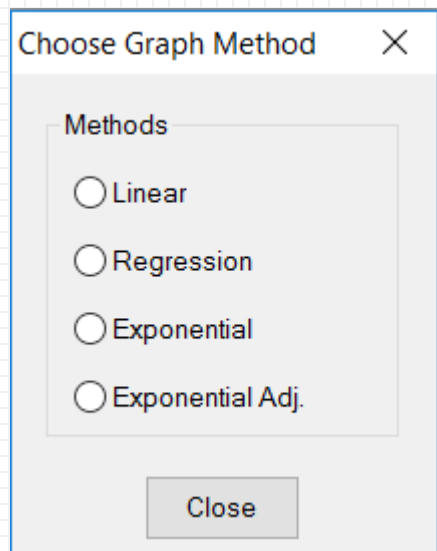 Choose Graph Method
Methods
Linear
Regression
Exponential
Exponential Adj.
Close